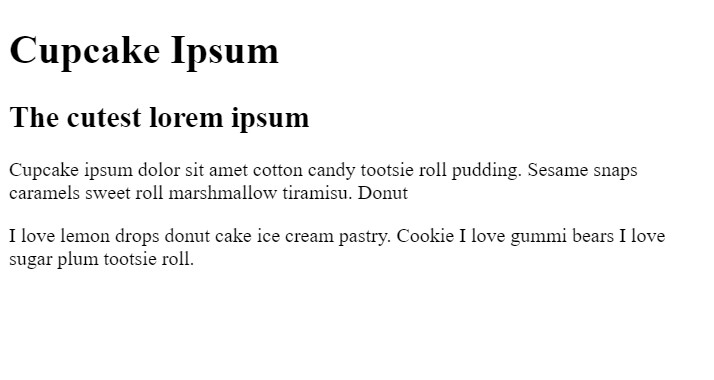 Cupcake Ipsum
The cutest lorem ipsum
Cupcake ipsum dolor sit amet cotton candy tootsie roll pudding. Sesame snaps
caramels sweet roll marshmallow tiramisu. Donut
I love lemon drops donut cake ice cream pastry. Cookie I love gummi bears I love
sugar plum tootsie roll.